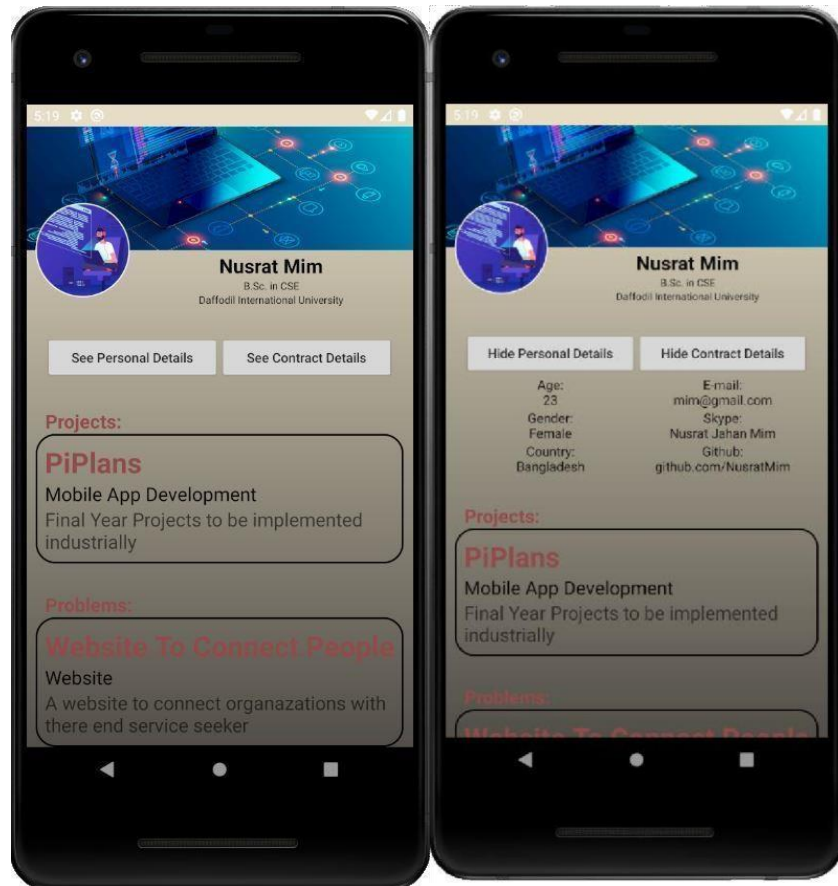 5:19
Nusrat Mim
B.Sc. in CSE
Daffodil International University
See Personal Details
See Contract Details
Projects:
PiPlans
Mobile App Development
Final Year Projects to be implemented
industrially
Problems:
Website To Connect People
Website
A website to connect organazations with
there end service seeker
5:19
Nusrat Mim
B.Sc. in CSE
Daffodil International University
Hide Personal Details
Hide Contract Details
Age:
23
Gender:
Female
Country:
Bangladesh
E-mail:
mim@gmail.com
Skype:
Nusrat Jahan Mim
Github:
github.com/NusratMim
Projects:
PiPlans
Mobile App Development
Final Year Projects to be implemented
industrially
Problems:
Website To Connect People